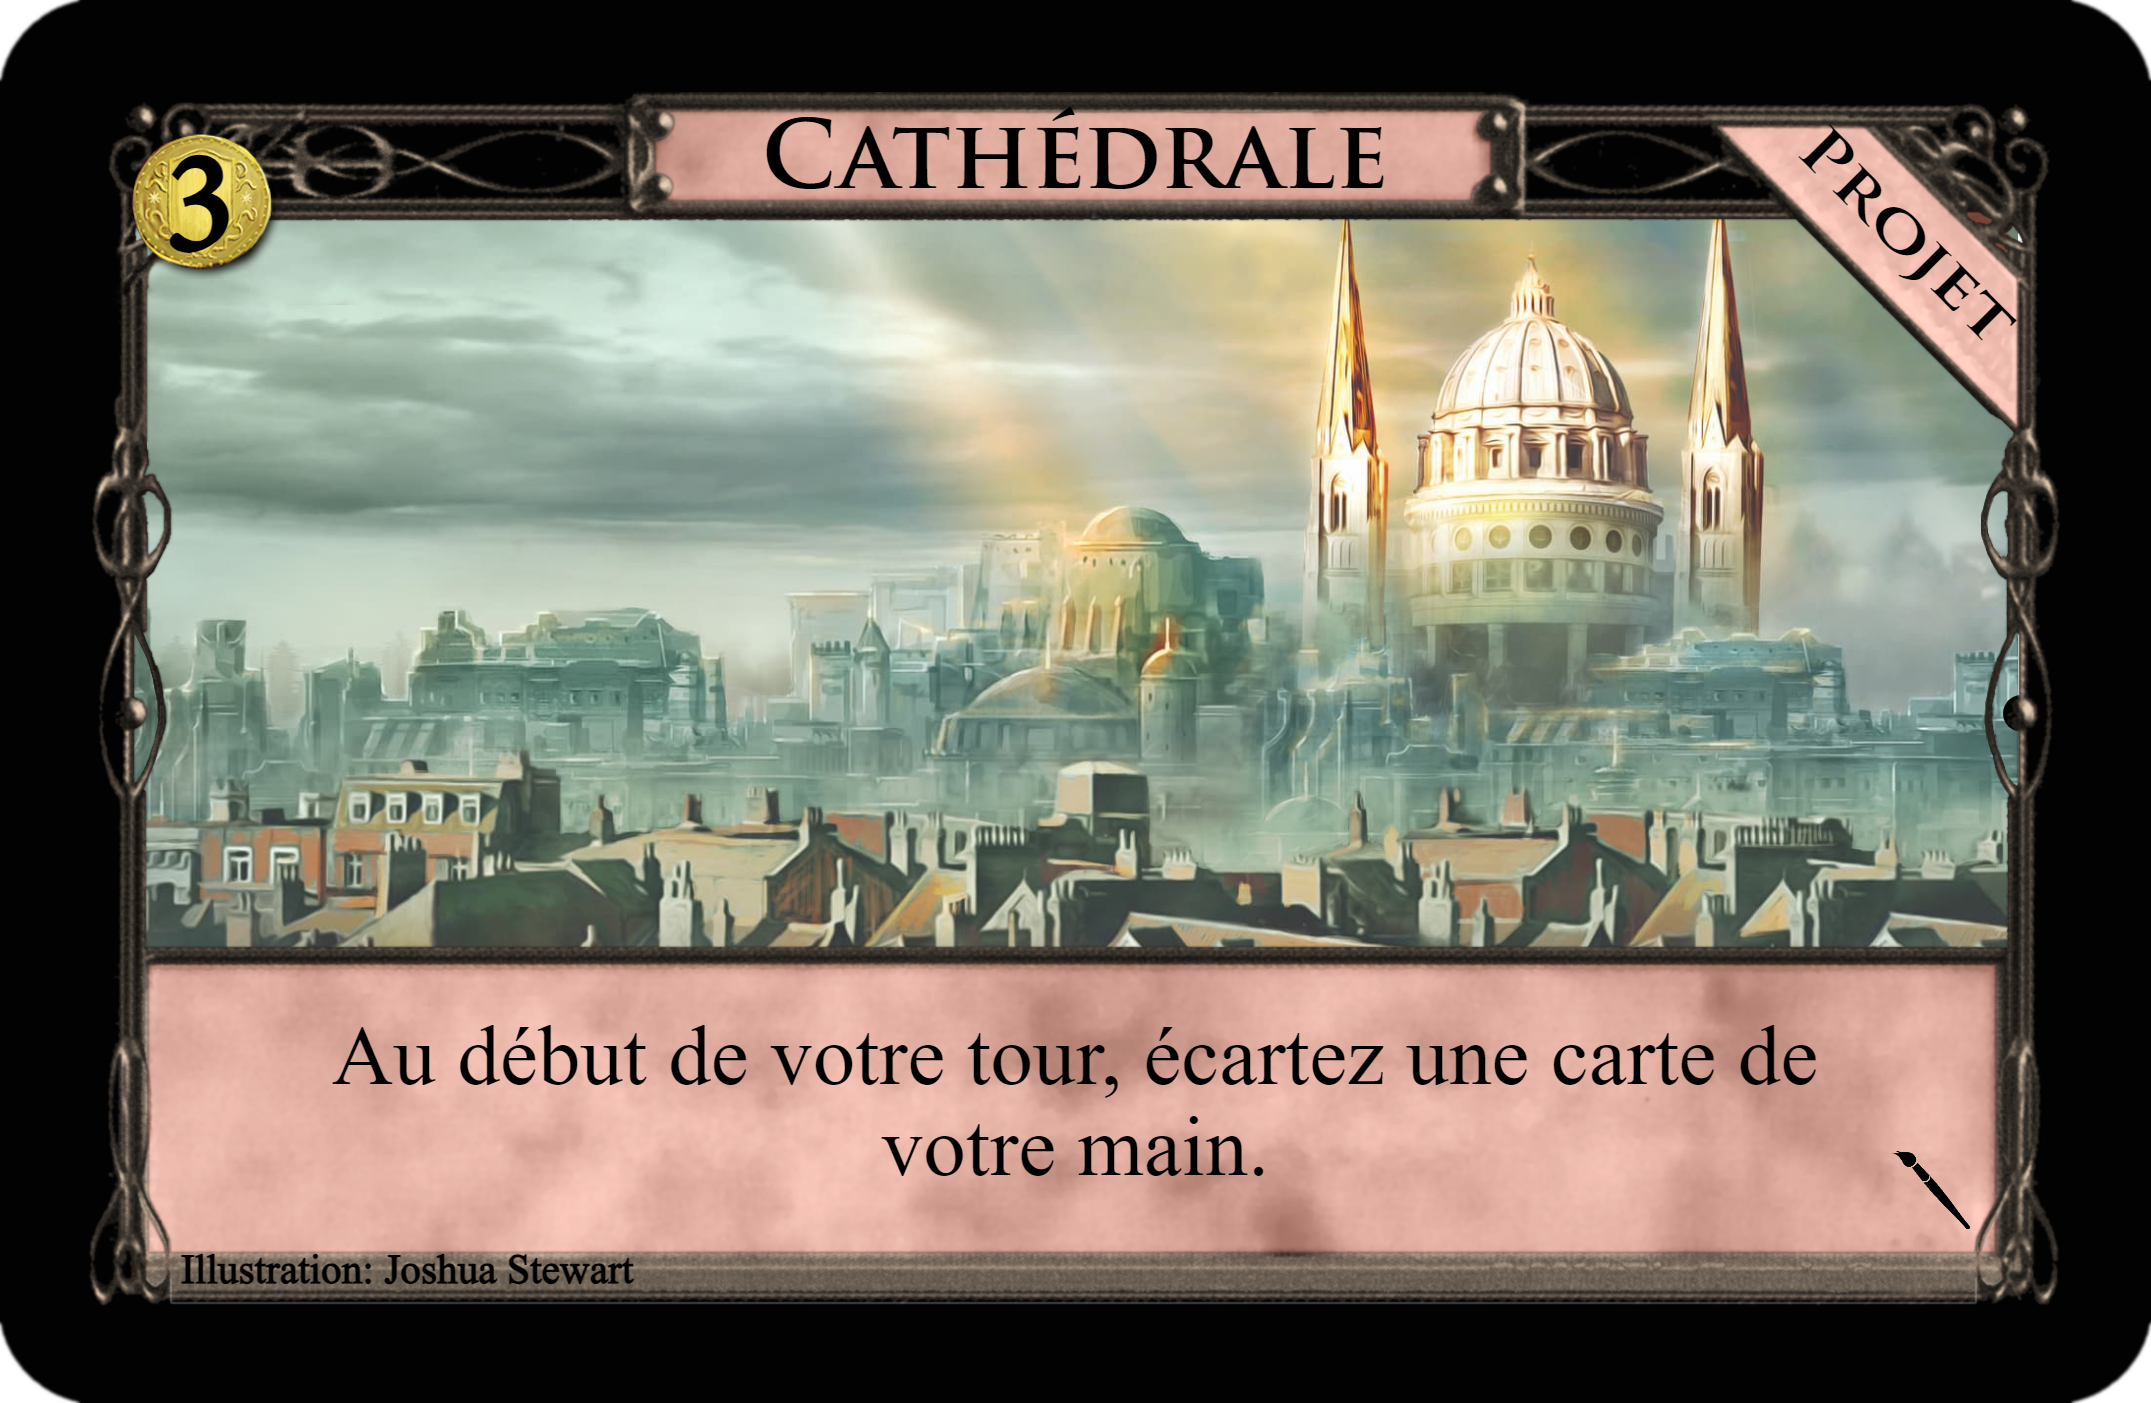 3
CATHÉDRALE
PROJET
Au début de votre tour, écartez une carte de
votre main.
Illustration: Joshua Stewart